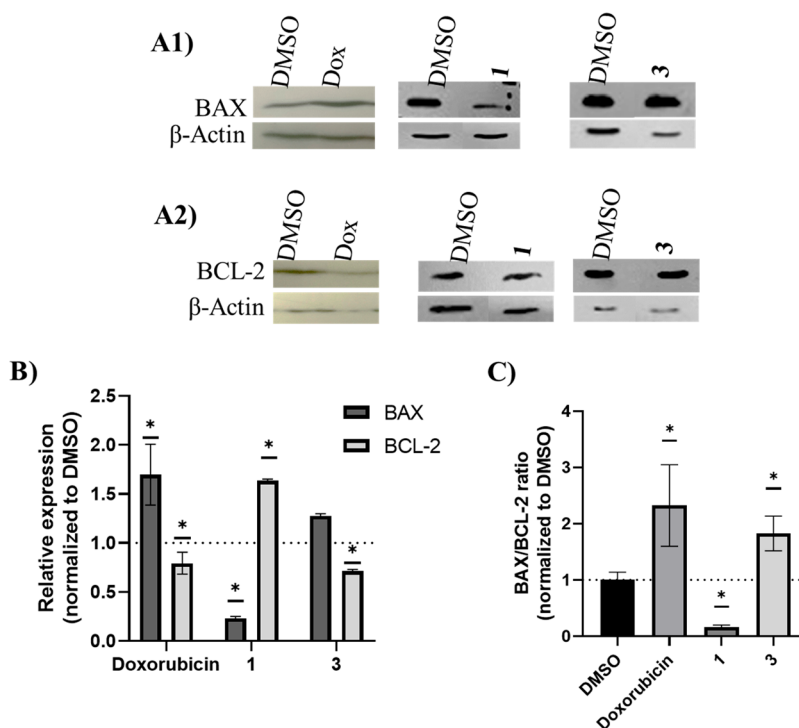 A1)
DMSO Dox DMSO 1 DMSO 3
BAX
β-Actin
A2)
DMSO Dox DMSO 1 DMSO 3
BCL-2
β-Actin
B)
Relative expression
(normalized to DMSO)
2.5
2.0
1.5
1.0
0.5
0.0
* * * * *
BAX
BCL-2
Doxorubicin 1 3
C)
BAX/BCL-2 ratio
(normalized to DMSO)
4
3
2
1
0
* * *
DMSO Doxorubicin 1 3